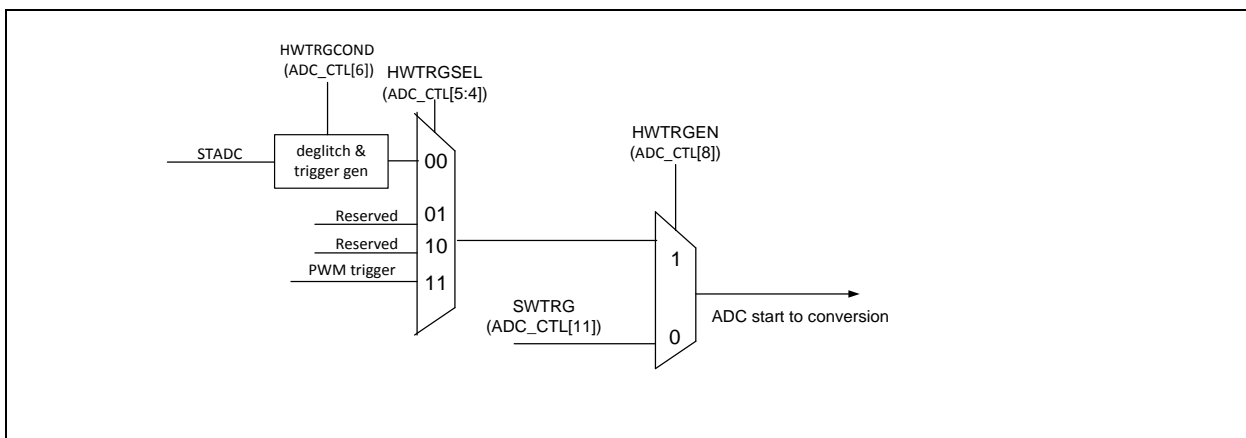 HWTRGCOND
(ADC_CTL[6])
HWTRGSEL
(ADC_CTL[5:4])
STADC
deglitch &
trigger gen
00
Reserved
01
Reserved
10
PWM trigger
11
HWTRGEN
(ADC_CTL[8])
1
SWTRG
(ADC_CTL[11])
0
ADC start to conversion